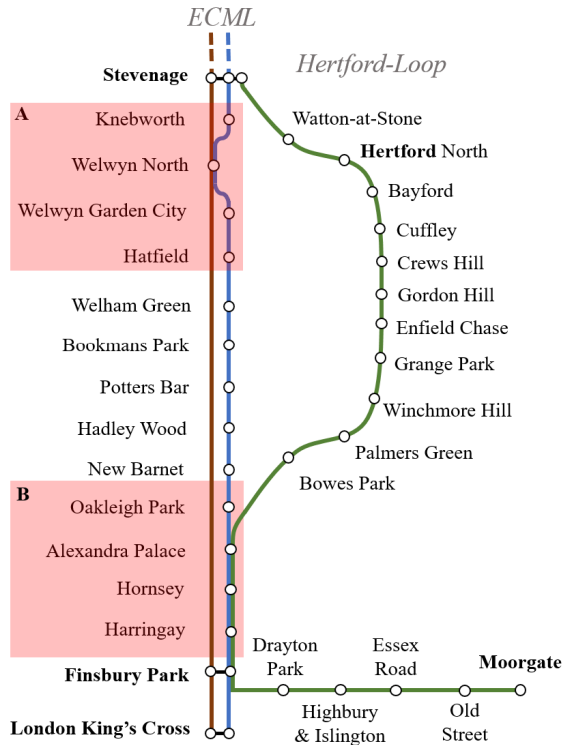 ECML
Hertford-Loop
Stevenage
A
Knebworth
Welwyn North
Welwyn Garden City
Hatfield
Welham Green
Bookmans Park
Potters Bar
Hadley Wood
New Barnet
B
Oakleigh Park
Alexandra Palace
Hornsey
Harringay
Finsbury Park
London King's Cross
Watton-at-Stone
Hertford North
Bayford
Cuffley
Crews Hill
Gordon Hill
Enfield Chase
Grange Park
Winchmore Hill
Palmers Green
Bowes Park
Drayton
Park
Highbury
& Islington
Essex
Road
Old
Street
Moorgate